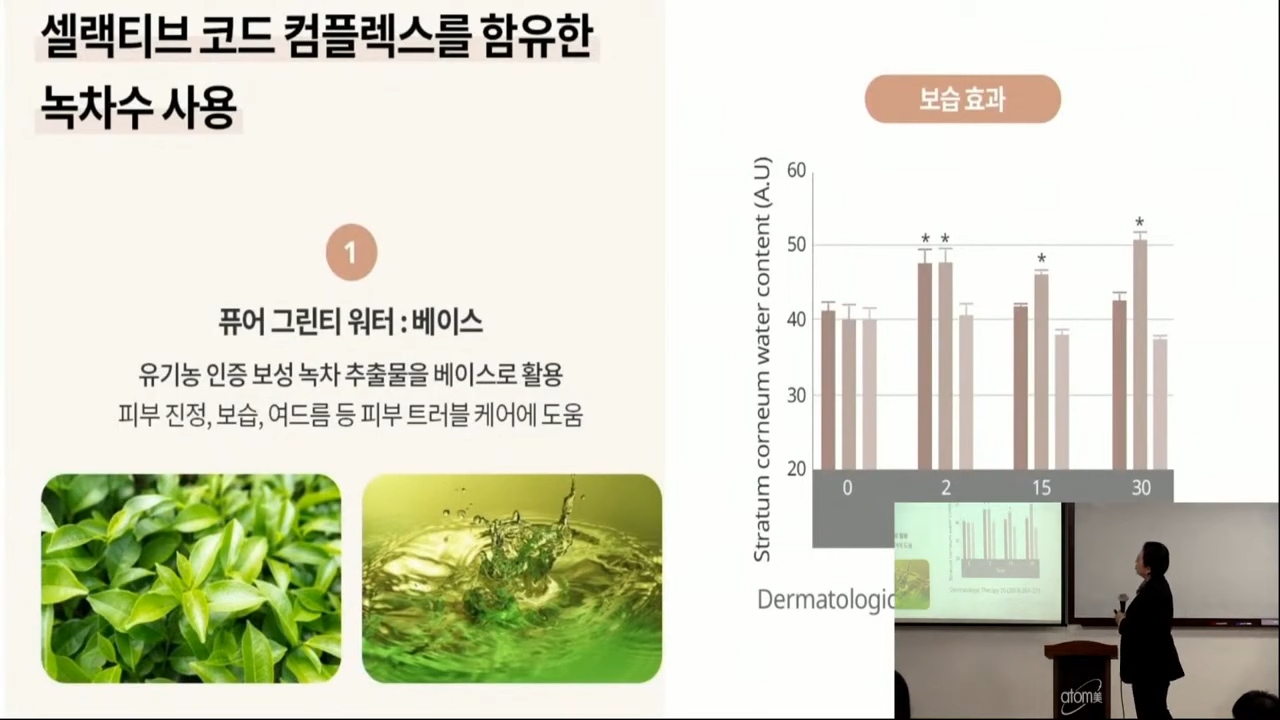 셀랙티브 코드 컴플렉스를 함유한
녹차수 사용
1
퓨어 그린티 워터 : 베이스
유기농 인증 보성 녹차 추출물을 베이스로 활용
피부 진정, 보습, 여드름 등 피부 트러블 케어에 도움
보습 효과
Stratum corneum water content (A.U)
60
50
40
30
20
* *
*
*
0 2 15 30
Dermatologic
atom美